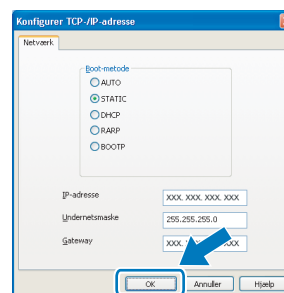 Konfigurer TCP-/IP-adresse
Netværk
Boot-metode
AUTO
STATIC
DHCP
RARP
BOOTP
IP-adresse XXX. XXX. XXX. XXX
Undernetsmaske 255.255.255.0
Gateway XXX.
OK Annuller Hjælp